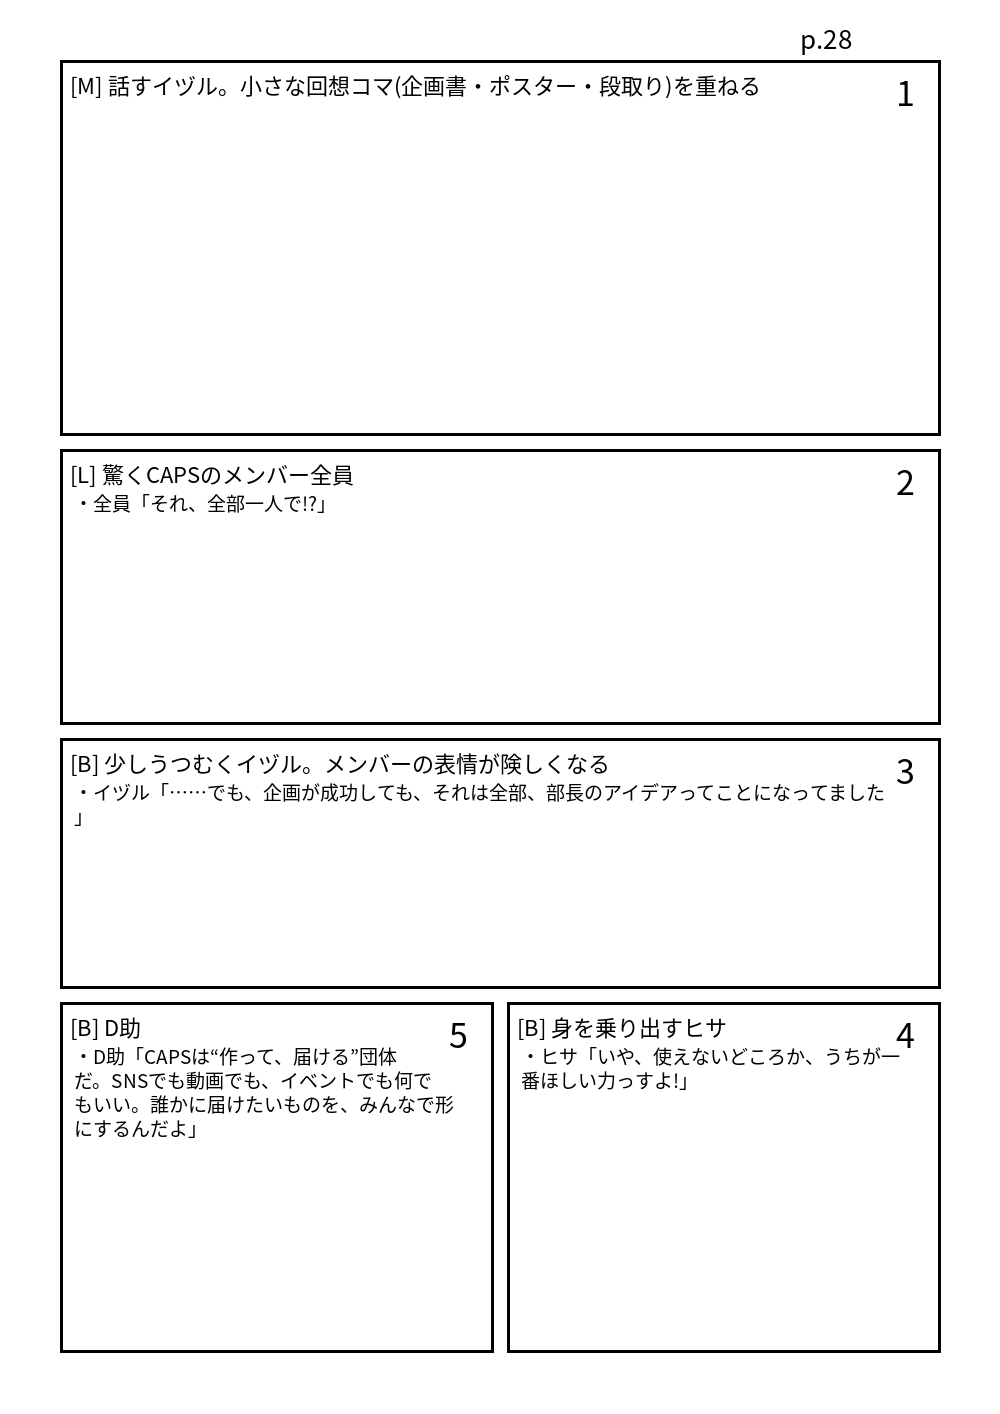 p.28
[M] 話すイヅル。小さな回想コマ(企画書・ポスター・段取り)を重ねる
1
[L] 驚くCAPSのメンバー全員
2
・全員「それ、全部一人で!?」
[B] 少しうつむくイヅル。メンバーの表情が険しくなる
3
・イヅル「……でも、企画が成功しても、それは全部、部長のアイデアってことになってました
」
[B] 身を乗り出すヒサ
4
・ヒサ「いや、使えないどころか、うちが一
番ほしい力っすよ!」
[B] D助
5
・D助「CAPSは“作って、届ける”団体
だ。SNSでも動画でも、イベントでも何で
もいい。誰かに届けたいものを、みんなで形
にするんだよ」